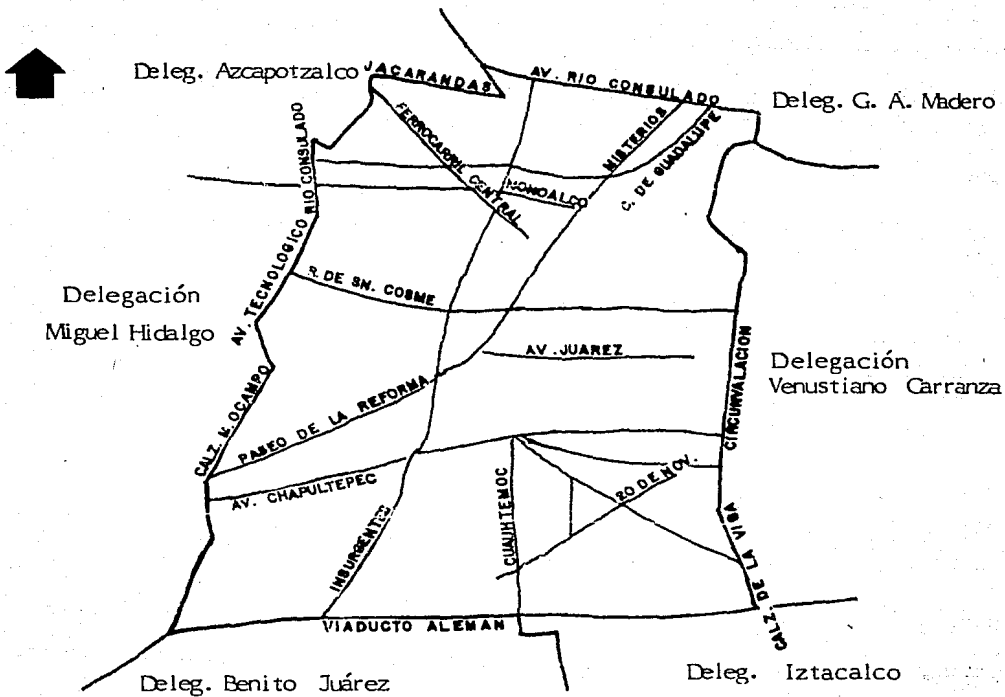 Deleg. Azcapotzalco
JACARANDAS
AV. RIO CONSULADO
Deleg. G. A. Madero
RIO CONSULADO
FERROCARRIL CENTRAL
MISTERIOS
C. DE GUADALUPE
NONOALCO
AV. TECNOLOGICO
R. DE SN. COSME
Delegación
Miguel Hidalgo
AV. JUAREZ
CIRCUNVALACION
Delegación
Venustiano Carranza
CALZ. M. OCAMPO
PASEO DE LA REFORMA
AV. CHAPULTEPEC
INSURGENTES
CUAUHTEMOC
20 DE NOV.
CALZ. DE LA VIGA
VIADUCTO ALEMAN
Deleg. Benito Juárez
Deleg. Iztacalco